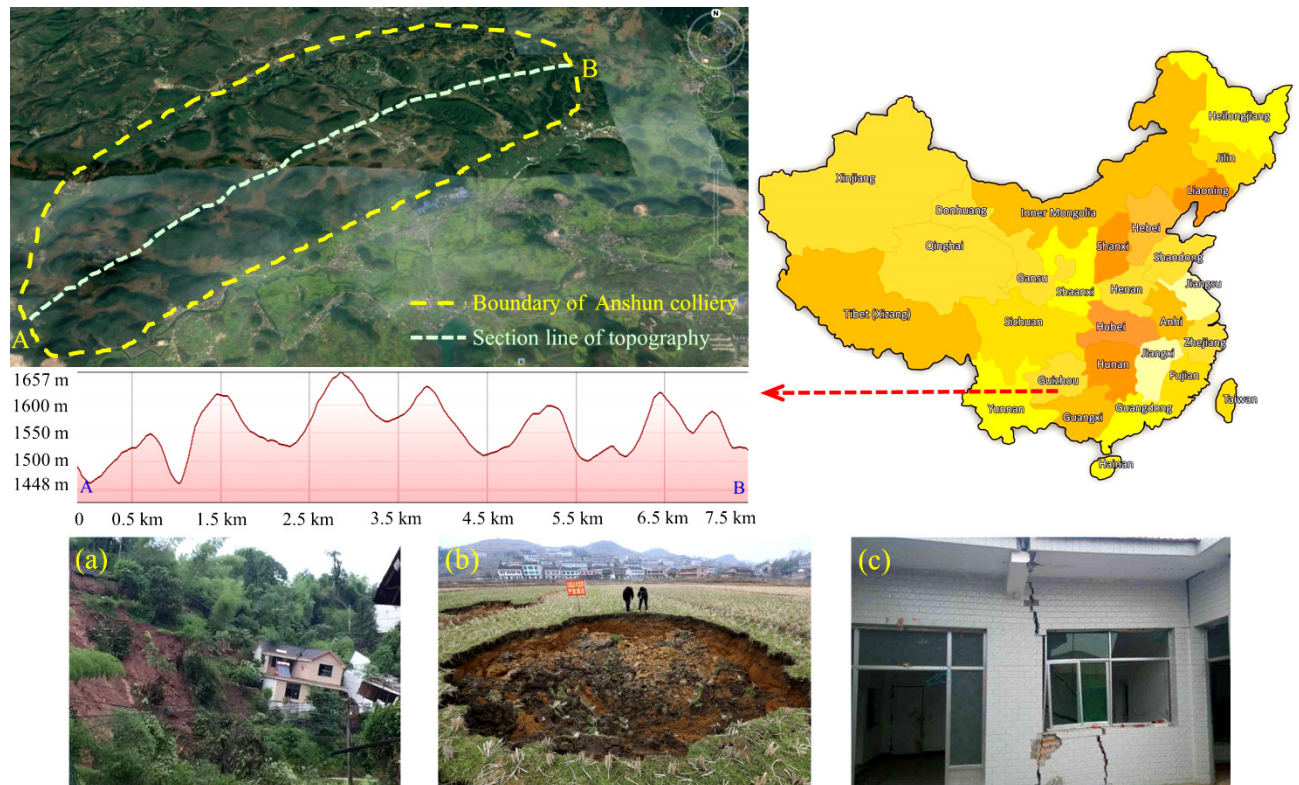 N
B
A
Boundary of Anshun colliery
Section line of topography
1657 m
1600 m
1550 m
1500 m
1448 m
A
B
0
0.5 km
1.5 km
2.5 km
3.5 km
4.5 km
5.5 km
6.5 km
7.5 km
Heilongjiang
Jilin
Liaoning
Xinjiang
Donhuang
Inner Mongolia
Hebei
Qinghai
Shanxi
Shandong
Gansu
Shaanxi
Henan
Jiangsu
Tibet (Xizang)
Sichuan
Hubei
Anhi
Zhejiang
Hunan
Jiangxi
Guizhou
Fujian
Yunnan
Guangxi
Guangdong
Taiwan
Hainan
(a)
(b)
(c)